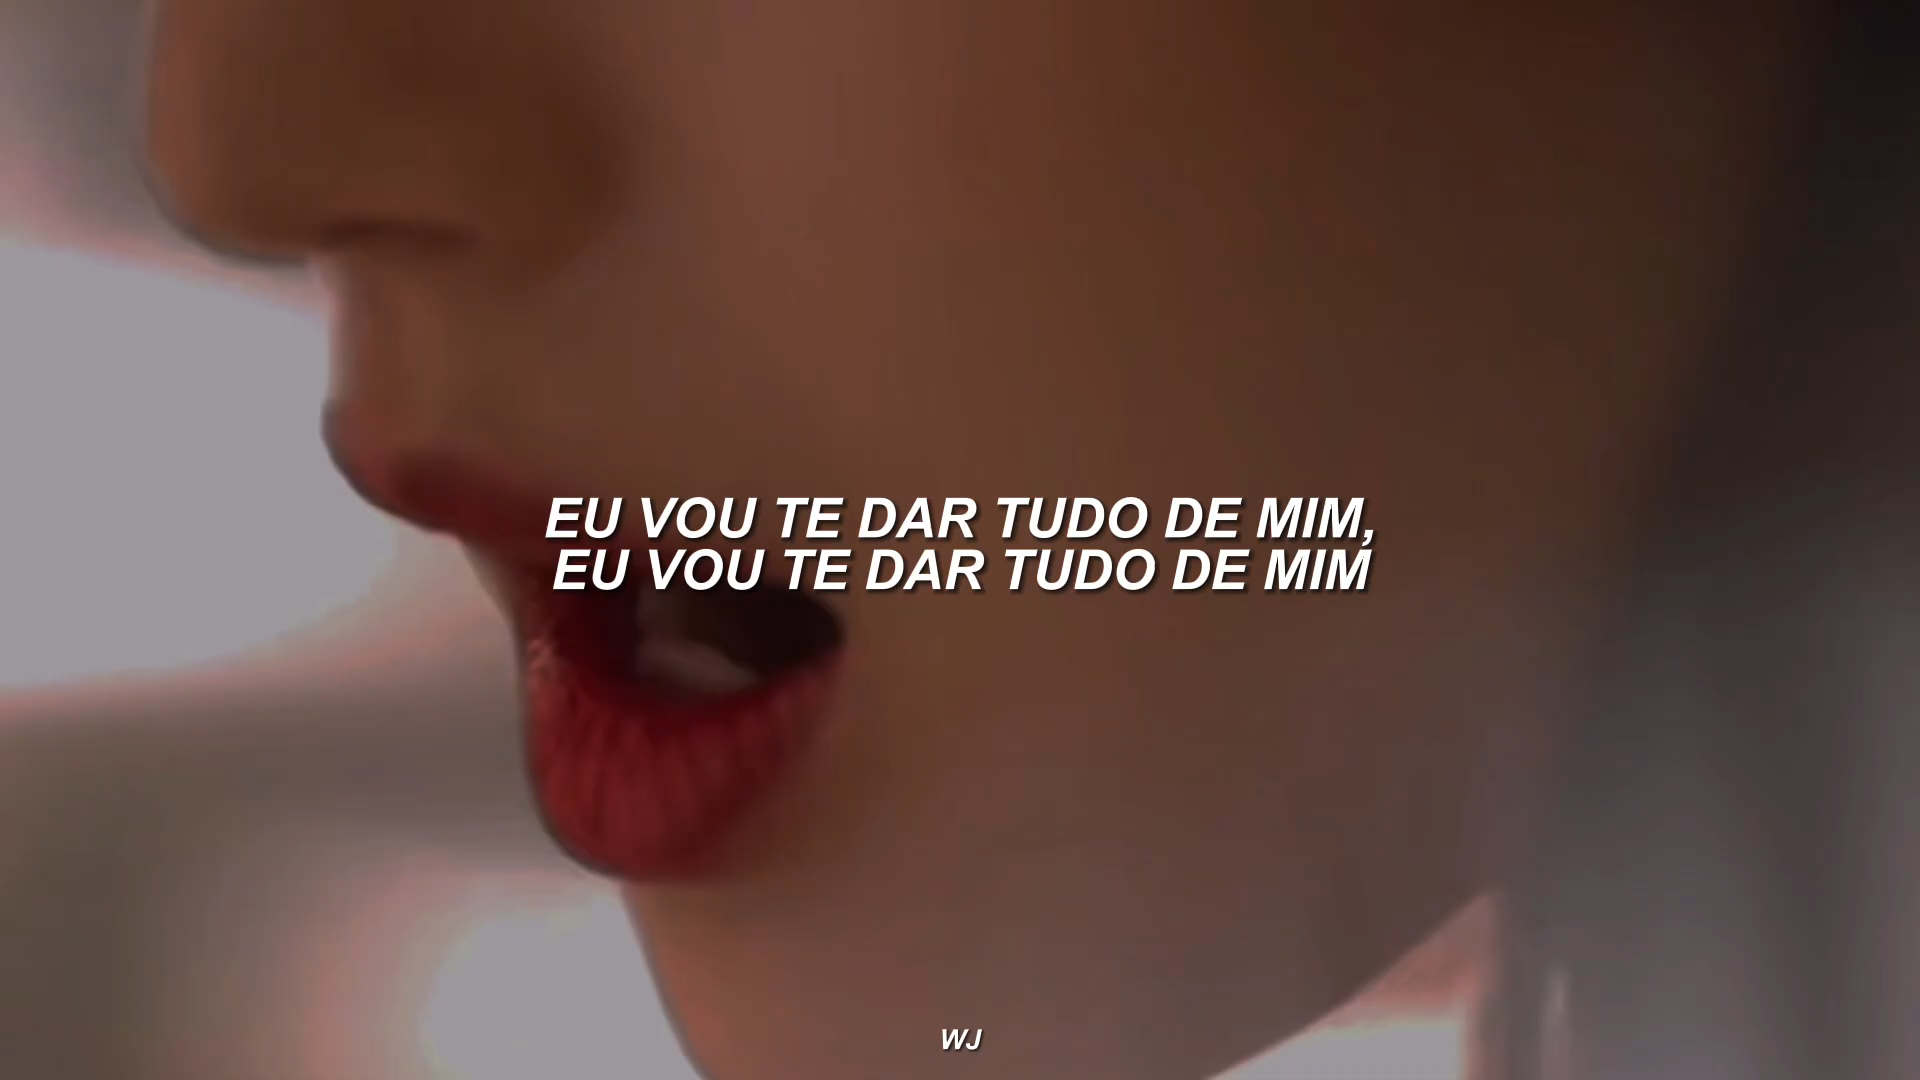 EU VOU TE DAR TUDO DE MIM,
EU VOU TE DAR TUDO DE MIM
WJ